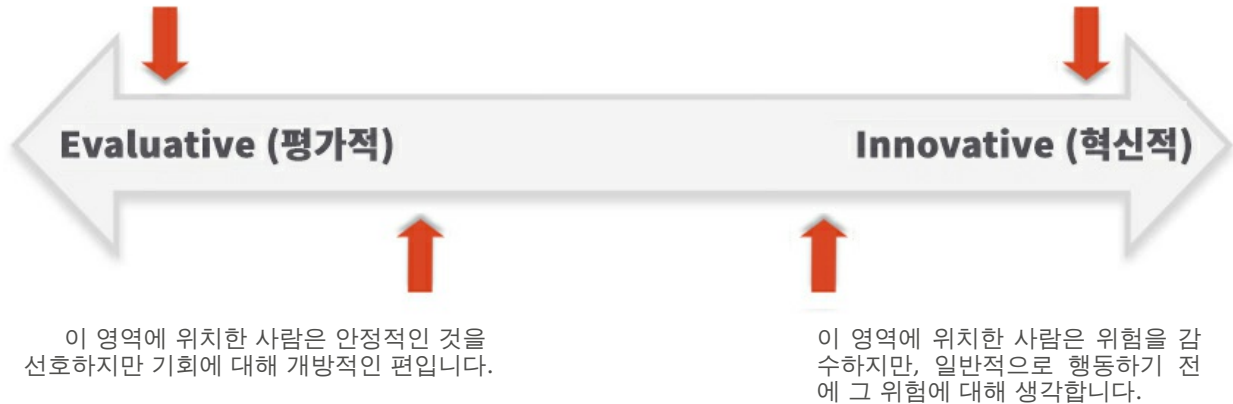 Evaluative (평가적)
Innovative (혁신적)
이 영역에 위치한 사람은 안정적인 것을
선호하지만 기회에 대해 개방적인 편입니다.
이 영역에 위치한 사람은 위험을 감
수하지만, 일반적으로 행동하기 전
에 그 위험에 대해 생각합니다.